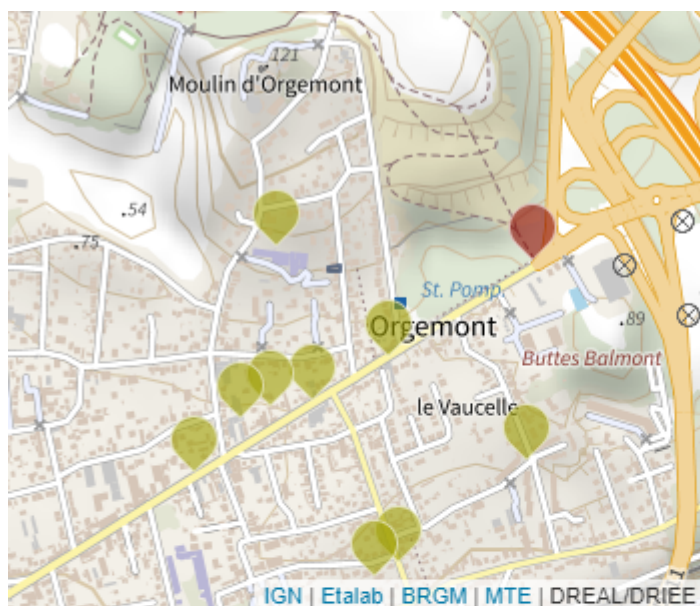 121
Moulin d'Orgemont
.54
.75
St. Pomp.
Orgemont
.89
Buttes Balmont
le Vaucelle
1
IGN | Etalab | BRGM | MTE | DREAL/DRIEE